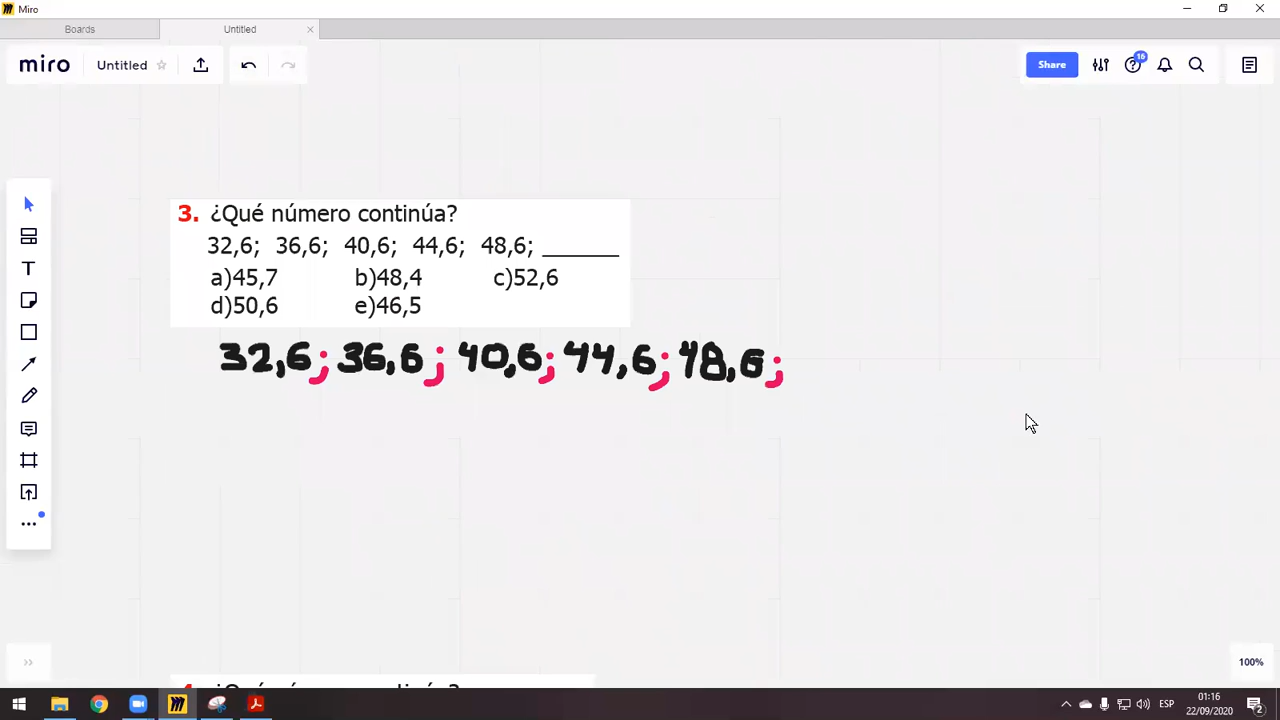 Miro
Boards
Untitled
miro
Untitled
Share
16
3. ¿Qué número continúa?
32,6; 36,6; 40,6; 44,6; 48,6; ______
a)45,7 b)48,4 c)52,6
d)50,6 e)46,5
32,6; 36,6; 40,6; 44,6; 48,6;
T
100%
ESP
01:16
22/09/2020
2